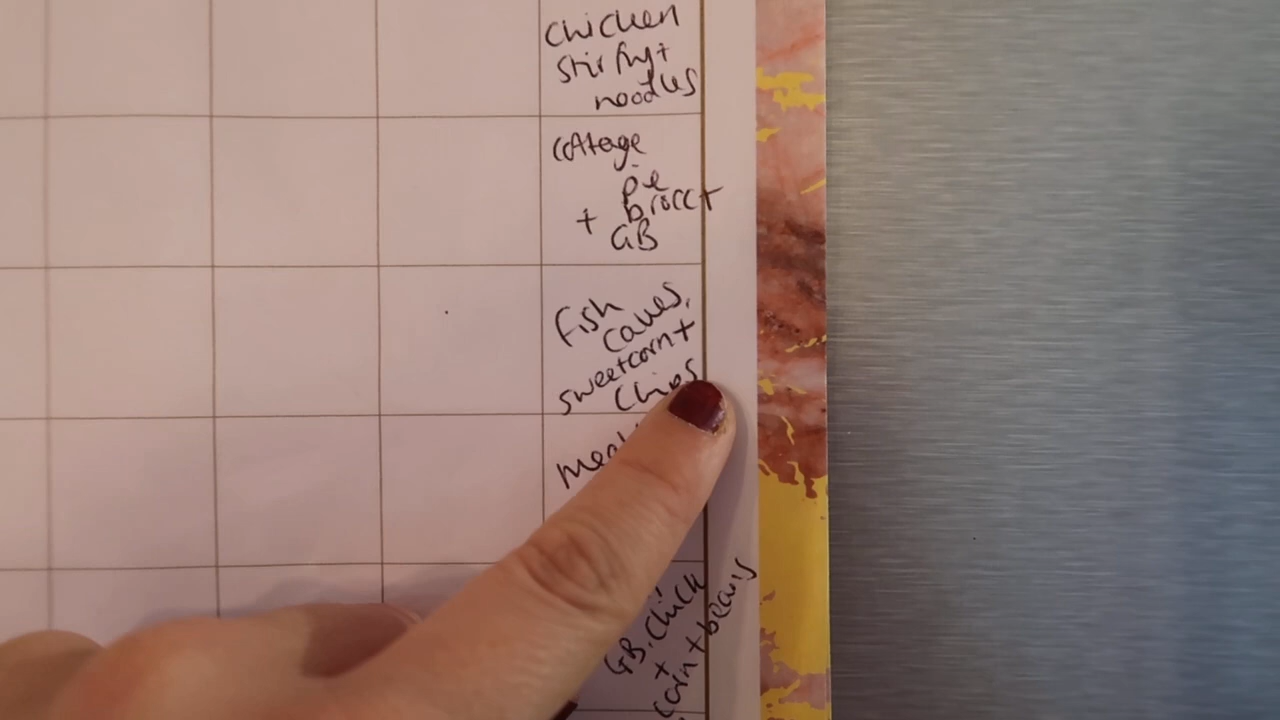 Chicken
stir fry +
noodles
cottage
pie
+ brocc +
GB
Fish
cakes,
sweetcorn +
Chips
GB, Chick
+
corn + beans